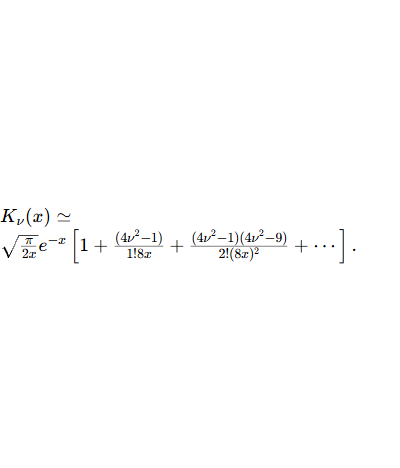 K_ν(x) ≃
√(π/2x) e^{−x} [1 + (4ν²−1)/1!8x + (4ν²−1)(4ν²−9)/2!(8x)² + ⋯] .